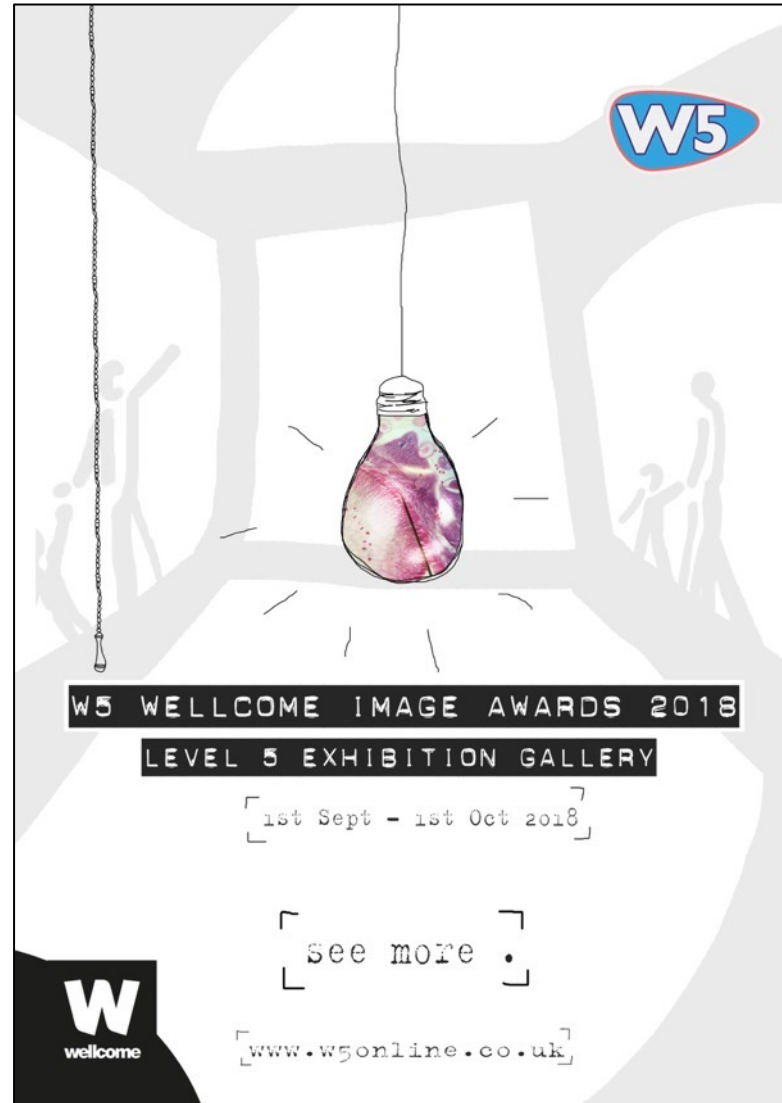 W5
W5 WELLCOME IMAGE AWARDS 2018
LEVEL 5 EXHIBITION GALLERY
1st Sept - 1st Oct 2018
see more .
W
wellcome
www.w5online.co.uk